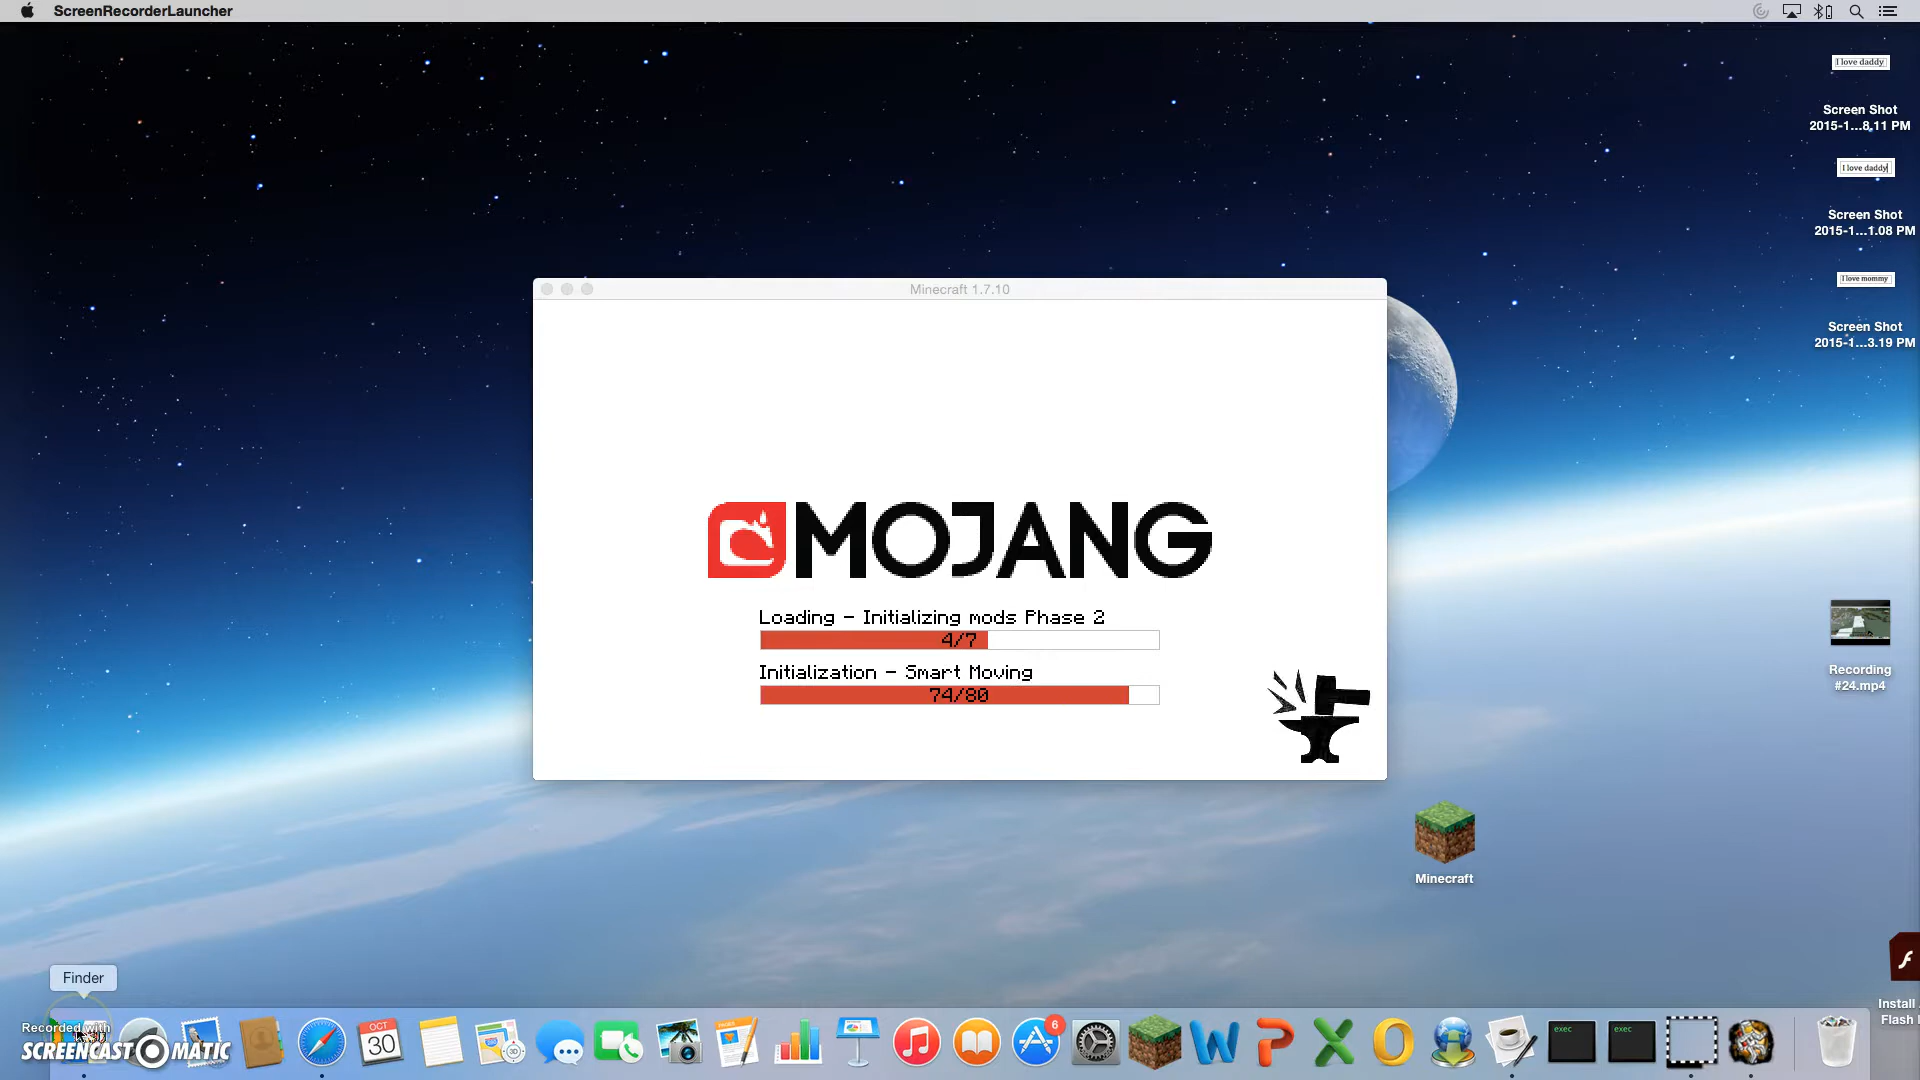 ScreenRecorderLauncher
I love daddy
Screen Shot
2015-1...8.11 PM
I love daddy
Screen Shot
2015-1...1.08 PM
I love mommy
Screen Shot
2015-1...3.19 PM
Minecraft 1.7.10
MOJANG
Loading - Initializing mods Phase 2
4/7
Initialization - Smart Moving
74/80
Recording
#24.mp4
Minecraft
Finder
Install
Flash
Recorded with
SCREENCAST-O-MATIC
OCT
30
3D
6
exec
exec